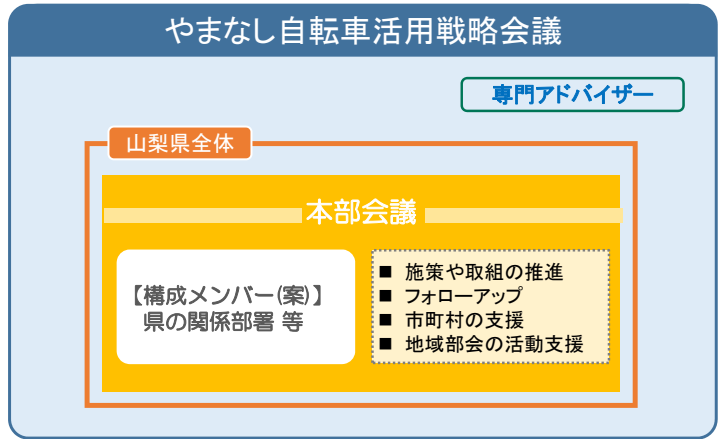 やまなし自転車活用戦略会議
専門アドバイザー
山梨県全体
本部会議
【構成メンバー(案)】
県の関係部署 等
■ 施策や取組の推進
■ フォローアップ
■ 市町村の支援
■ 地域部会の活動支援